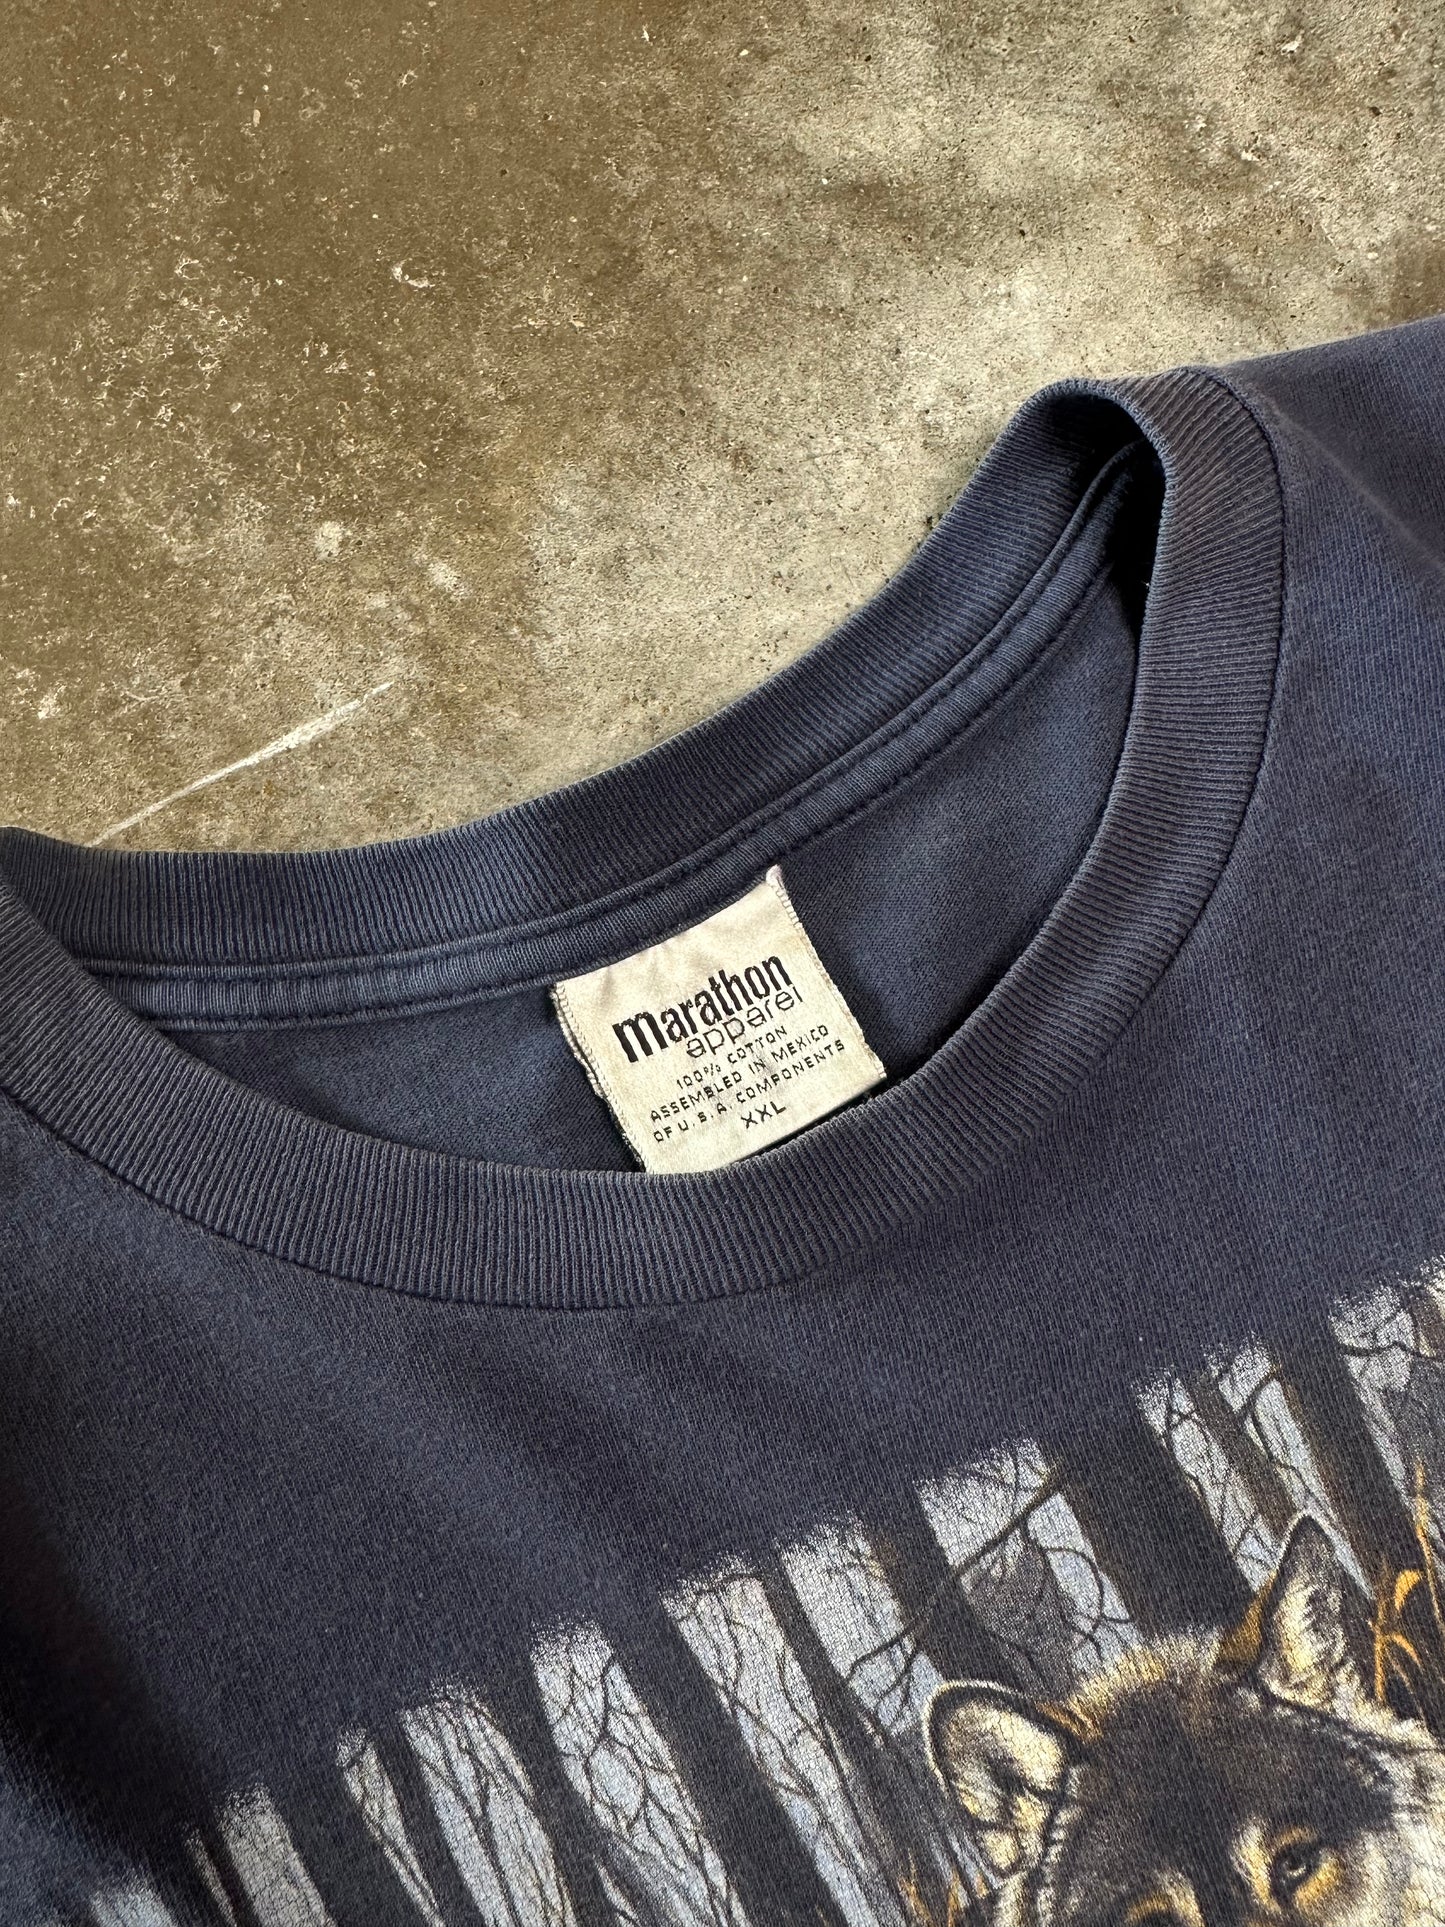 marathon
apparel
100% COTTON
ASSEMBLED IN MEXICO
OF U.S.A. COMPONENTS
XXL